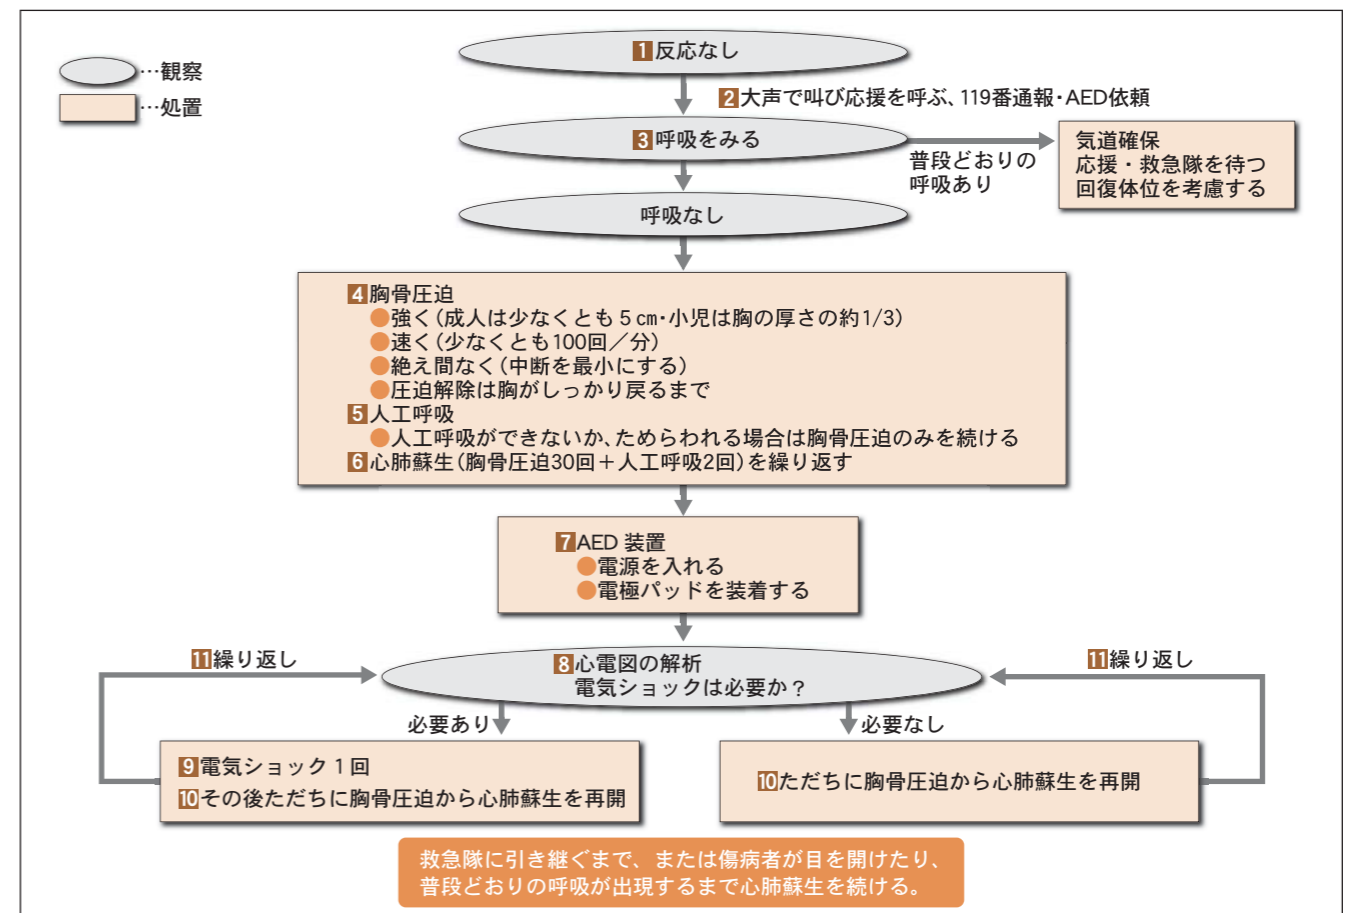 …観察
…処置
1反応なし
2大声で叫び応援を呼ぶ、119番通報・AED依頼
3呼吸をみる
普段どおりの
呼吸あり
気道確保
応援・救急隊を待つ
回復体位を考慮する
呼吸なし
4胸骨圧迫
●強く(成人は少なくとも5㎝・小児は胸の厚さの約1/3)
●速く(少なくとも100回／分)
●絶え間なく(中断を最小にする)
●圧迫解除は胸がしっかり戻るまで
5人工呼吸
●人工呼吸ができないか、ためらわれる場合は胸骨圧迫のみを続ける
6心肺蘇生(胸骨圧迫30回＋人工呼吸2回)を繰り返す
7AED 装置
●電源を入れる
●電極パッドを装着する
11繰り返し
8心電図の解析
電気ショックは必要か？
11繰り返し
必要あり
必要なし
9電気ショック1回
10その後ただちに胸骨圧迫から心肺蘇生を再開
10ただちに胸骨圧迫から心肺蘇生を再開
救急隊に引き継ぐまで、または傷病者が目を開けたり、
普段どおりの呼吸が出現するまで心肺蘇生を続ける。